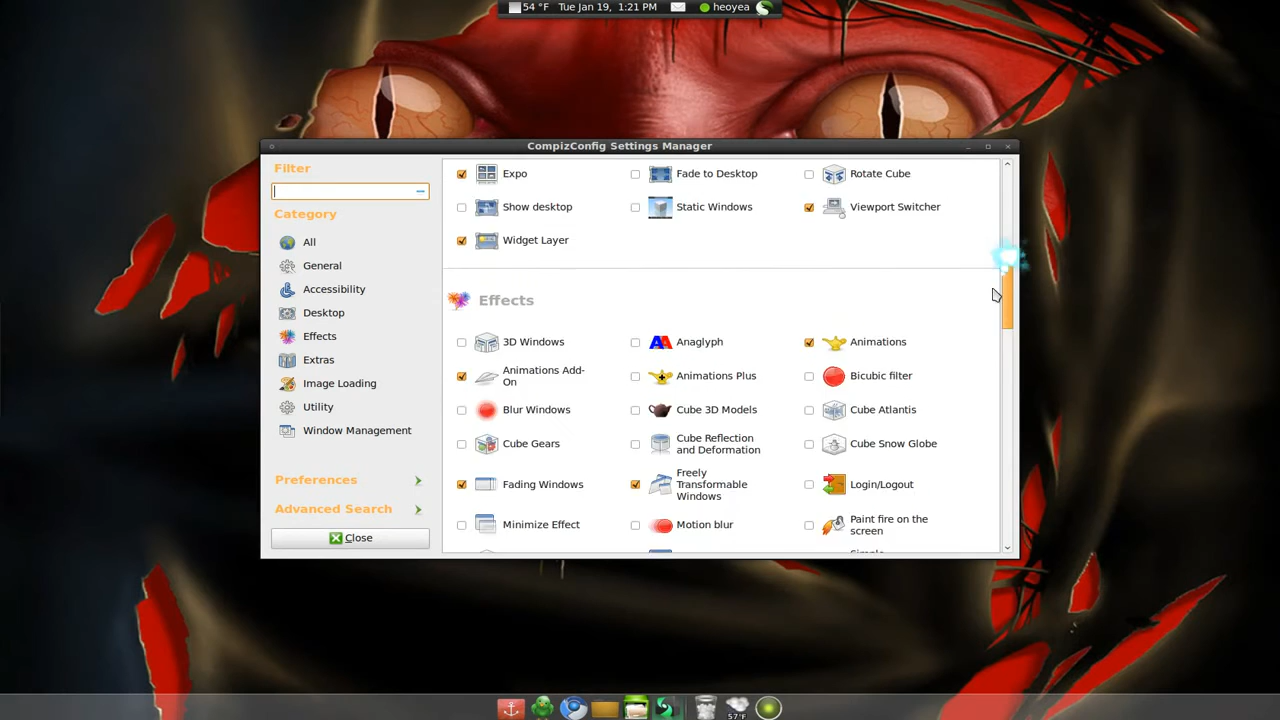 54 °F Tue Jan 19, 1:21 PM heoyea
CompizConfig Settings Manager
Filter
Category
All
General
Accessibility
Desktop
Effects
Extras
Image Loading
Utility
Window Management
Preferences
Advanced Search
Close
Expo Fade to Desktop Rotate Cube
Show desktop Static Windows Viewport Switcher
Widget Layer
Effects
3D Windows Anaglyph Animations
Animations Add-
On
Animations Plus Bicubic filter
Blur Windows Cube 3D Models Cube Atlantis
Cube Gears
Cube Reflection
and Deformation
Cube Snow Globe
Fading Windows
Freely
Transformable
Windows
Login/Logout
Minimize Effect Motion blur
Paint fire on the
screen
57°F